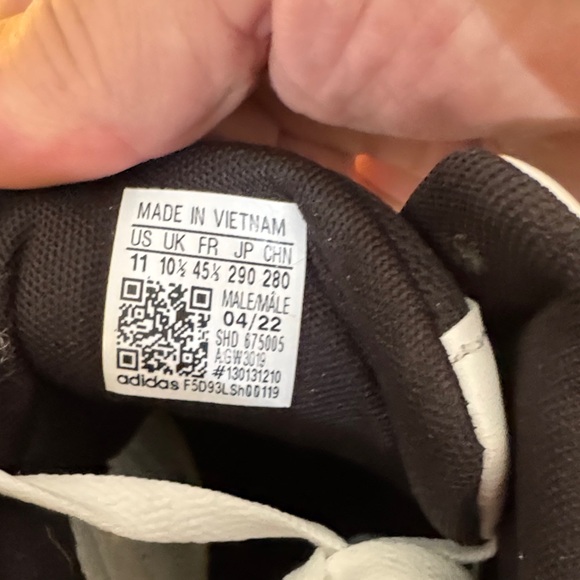 MADE IN VIETNAM
US UK FR JP CHN
11 10½ 45⅓ 290 280
MALE/MÂLE
04/22
SHD 675005
A:GW3019
#130131210
adidas F5D93LSh00119